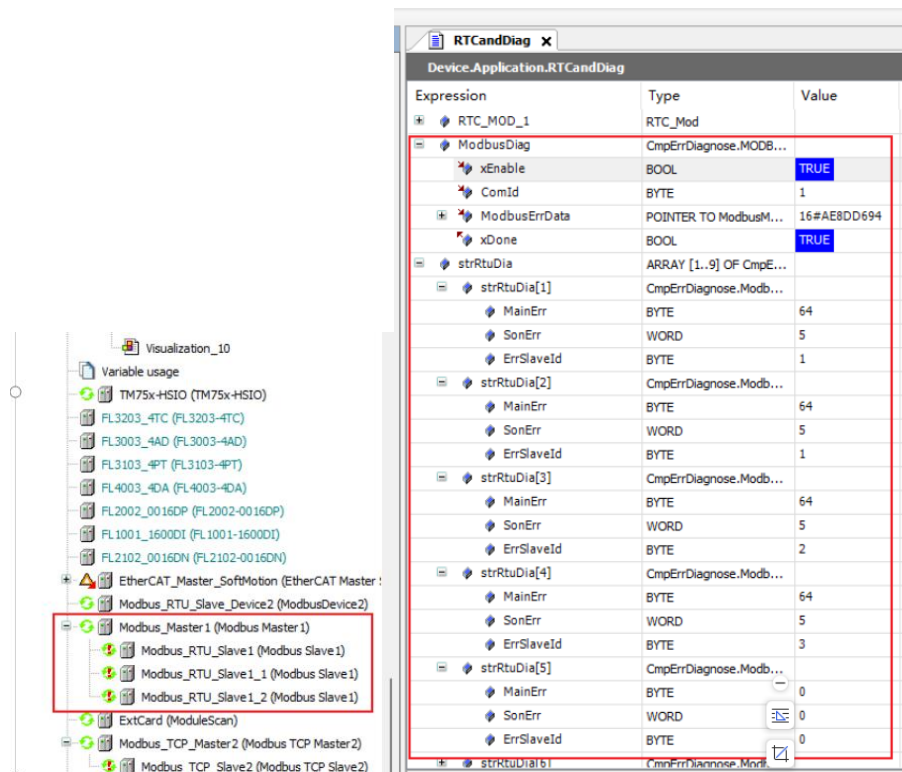 Visualization_10
Variable usage
TM75x-HSIO (TM75x-HSIO)
FL3203_4TC (FL3203-4TC)
FL3003_4AD (FL3003-4AD)
FL3103_4PT (FL3103-4PT)
FL4003_4DA (FL4003-4DA)
FL2002_0016DP (FL2002-0016DP)
FL1001_1600DI (FL1001-1600DI)
FL2102_0016DN (FL2102-0016DN)
EtherCAT_Master_SoftMotion (EtherCAT Master
Modbus_RTU_Slave_Device2 (ModbusDevice2)
Modbus_Master1 (Modbus Master1)
Modbus_RTU_Slave1 (Modbus Slave1)
Modbus_RTU_Slave1_1 (Modbus Slave1)
Modbus_RTU_Slave1_2 (Modbus Slave1)
ExtCard (ModuleScan)
Modbus_TCP_Master2 (Modbus TCP Master2)
Modbus_TCP_Slave2 (Modbus TCP Slave2)
RTCandDiag
Device.Application.RTCandDiag
Expression Type Value
RTC_MOD_1 RTC_Mod
ModbusDiag CmpErrDiagnose.MODB...
xEnable BOOL TRUE
ComId BYTE 1
ModbusErrData POINTER TO ModbusM... 16#AE8DD694
xDone BOOL TRUE
strRtuDia ARRAY [1..9] OF CmpE...
strRtuDia[1] CmpErrDiagnose.Modb...
MainErr BYTE 64
SonErr WORD 5
ErrSlaveId BYTE 1
strRtuDia[2] CmpErrDiagnose.Modb...
MainErr BYTE 64
SonErr WORD 5
ErrSlaveId BYTE 1
strRtuDia[3] CmpErrDiagnose.Modb...
MainErr BYTE 64
SonErr WORD 5
ErrSlaveId BYTE 2
strRtuDia[4] CmpErrDiagnose.Modb...
MainErr BYTE 64
SonErr WORD 5
ErrSlaveId BYTE 3
strRtuDia[5] CmpErrDiagnose.Modb...
MainErr BYTE 0
SonErr WORD 0
ErrSlaveId BYTE 0
strRtuDia[6] CmpErrDiagnose.Modb...